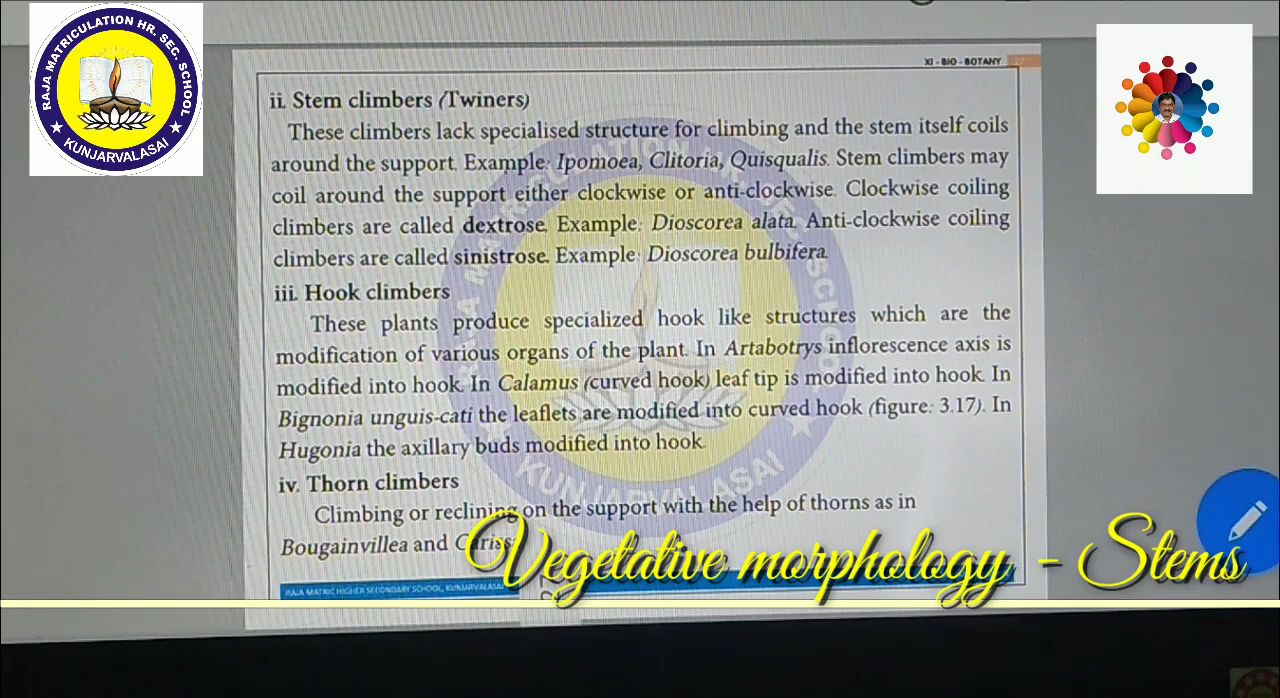 RAJA MATRICULATION HR. SEC. SCHOOL
KUNJARVALASAI
XI - BIO - BOTANY
ii. Stem climbers (Twiners)
These climbers lack specialised structure for climbing and the stem itself coils
around the support. Example: Ipomoea, Clitoria, Quisqualis. Stem climbers may
coil around the support either clockwise or anti-clockwise. Clockwise coiling
climbers are called dextrose. Example: Dioscorea alata. Anti-clockwise coiling
climbers are called sinistrose. Example: Dioscorea bulbifera.
iii. Hook climbers
These plants produce specialized hook like structures which are the
modification of various organs of the plant. In Artabotrys inflorescence axis is
modified into hook. In Calamus (curved hook) leaf tip is modified into hook. In
Bignonia unguis-cati the leaflets are modified into curved hook (figure: 3.17). In
Hugonia the axillary buds modified into hook.
iv. Thorn climbers
Climbing or reclining on the support with the help of thorns as in
Bougainvillea and
Vegetative morphology - Stems
RAJA MATRIC HIGHER SECONDARY SCHOOL, KUNJARVALASAI